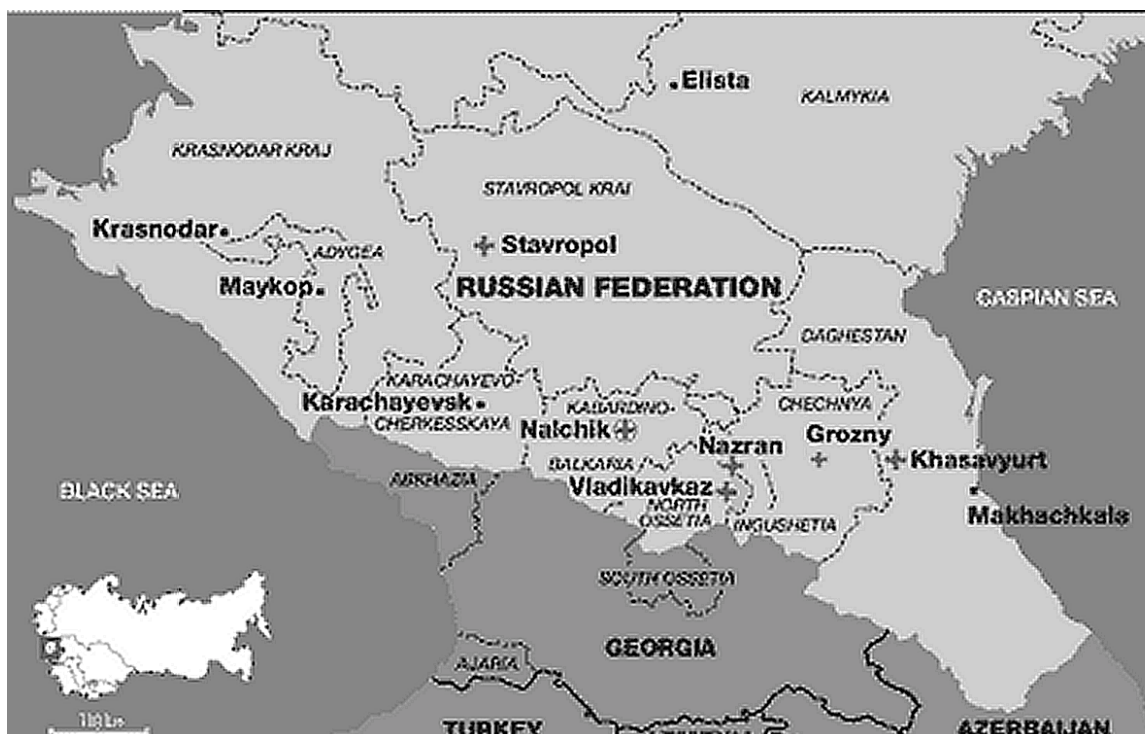 Elista
KALMYKIA
KRASNODAR KRAJ
STAVROPOL KRAI
Krasnodar
ADYGEA
Stavropol
Maykop
RUSSIAN FEDERATION
CASPIAN SEA
DAGHESTAN
KARACHAYEVO-
CHERKESSKAYA
Karachayevsk
KABARDINO-
BALKARIA
CHECHNYA
Nalchik
Nazran
Grozny
Khasavyurt
ABKHAZIA
Vladikavkaz
BLACK SEA
NORTH
OSSETIA
INGUSHETIA
Makhachkala
SOUTH OSSETIA
GEORGIA
AJARIA
TURKEY
AZERBAIJAN